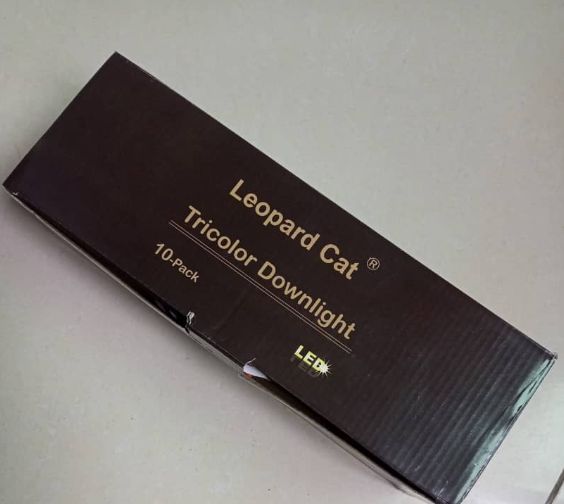 Leopard Cat ®
Tricolor Downlight
10-Pack
LED